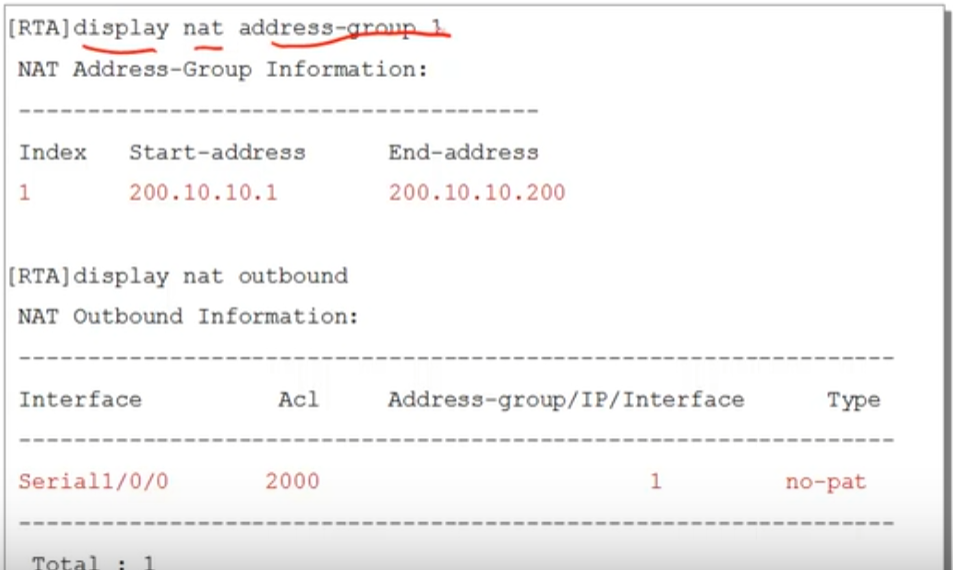 [RTA]display nat address-group 1
NAT Address-Group Information:
--------------------------------------
Index Start-address End-address
1 200.10.10.1 200.10.10.200
[RTA]display nat outbound
NAT Outbound Information:
----------------------------------------------------------------
Interface Acl Address-group/IP/Interface Type
----------------------------------------------------------------
Serial1/0/0 2000 1 no-pat
----------------------------------------------------------------
Total : 1